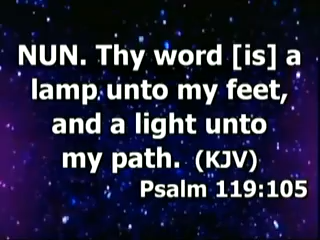 NUN. Thy word [is] a
lamp unto my feet,
and a light unto
my path. (KJV)
Psalm 119:105